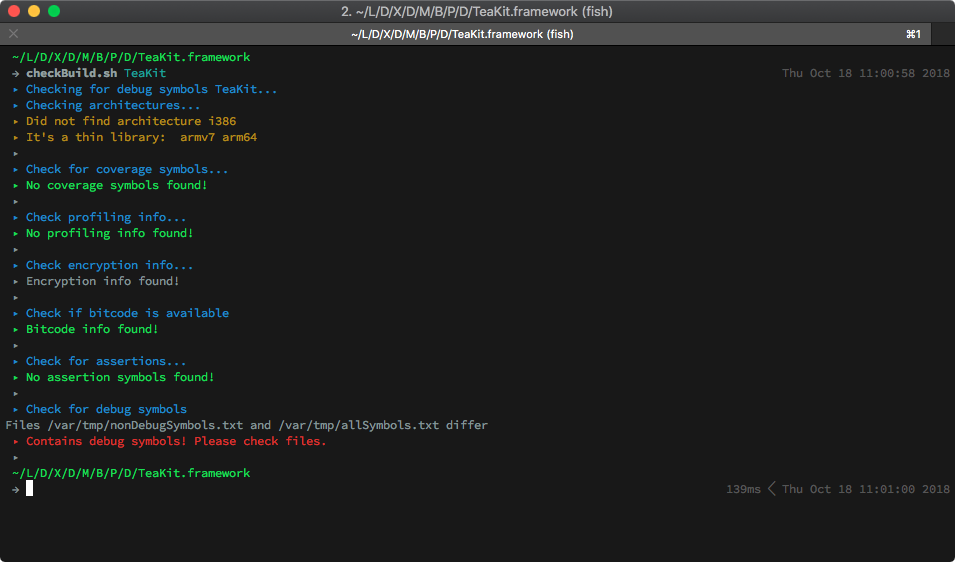 2. ~/L/D/X/D/M/B/P/D/TeaKit.framework (fish)
~/L/D/X/D/M/B/P/D/TeaKit.framework (fish) ⌘1
~/L/D/X/D/M/B/P/D/TeaKit.framework
→ checkBuild.sh TeaKit Thu Oct 18 11:00:58 2018
▸ Checking for debug symbols TeaKit...
▸ Checking architectures...
▸ Did not find architecture i386
▸ It's a thin library:  armv7 arm64
▸
▸ Check for coverage symbols...
▸ No coverage symbols found!
▸
▸ Check profiling info...
▸ No profiling info found!
▸
▸ Check encryption info...
▸ Encryption info found!
▸
▸ Check if bitcode is available
▸ Bitcode info found!
▸
▸ Check for assertions...
▸ No assertion symbols found!
▸
▸ Check for debug symbols
Files /var/tmp/nonDebugSymbols.txt and /var/tmp/allSymbols.txt differ
▸ Contains debug symbols! Please check files.
▸
~/L/D/X/D/M/B/P/D/TeaKit.framework
→ 139ms < Thu Oct 18 11:01:00 2018